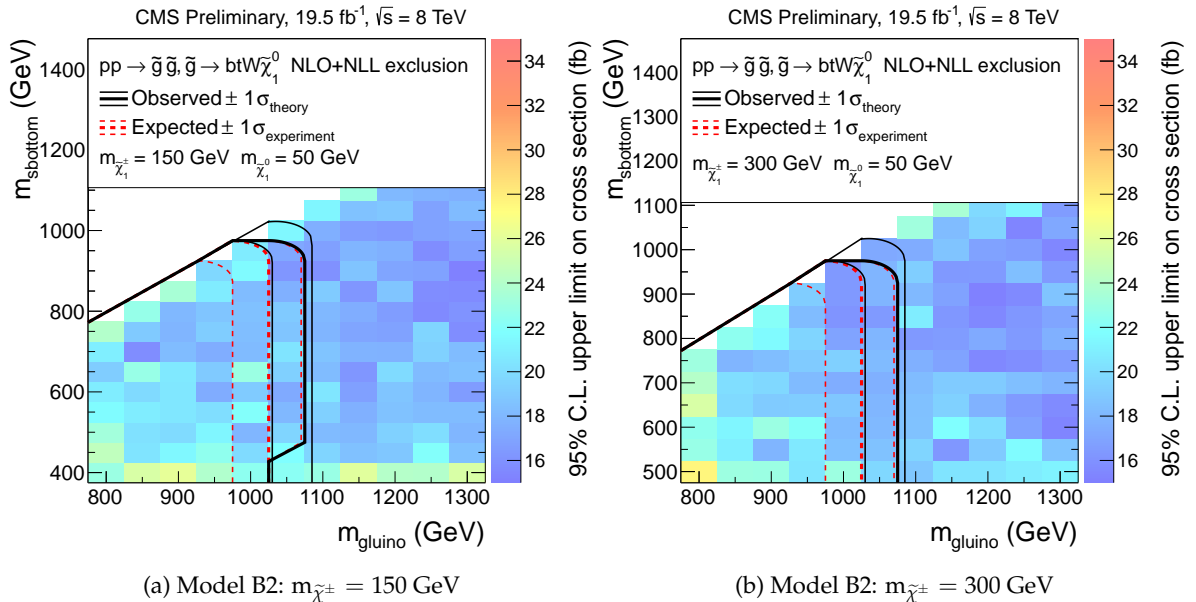 CMS Preliminary, 19.5 fb⁻¹, √s = 8 TeV
m_sbottom (GeV)
1400
1200
1000
800
600
400
pp → g̃ g̃, g̃ → btWχ̃₁⁰ NLO+NLL exclusion
Observed ± 1σ_theory
Expected ± 1σ_experiment
m_χ̃₁± = 150 GeV m_χ̃₁⁰ = 50 GeV
800 900 1000 1100 1200 1300
m_gluino (GeV)
34
32
30
28
26
24
22
20
18
16
95% C.L. upper limit on cross section (fb)
(a) Model B2: m_χ̃± = 150 GeV
CMS Preliminary, 19.5 fb⁻¹, √s = 8 TeV
m_sbottom (GeV)
1400
1300
1200
1100
1000
900
800
700
600
500
pp → g̃ g̃, g̃ → btWχ̃₁⁰ NLO+NLL exclusion
Observed ± 1σ_theory
Expected ± 1σ_experiment
m_χ̃₁± = 300 GeV m_χ̃₁⁰ = 50 GeV
800 900 1000 1100 1200 1300
m_gluino (GeV)
34
32
30
28
26
24
22
20
18
16
95% C.L. upper limit on cross section (fb)
(b) Model B2: m_χ̃± = 300 GeV